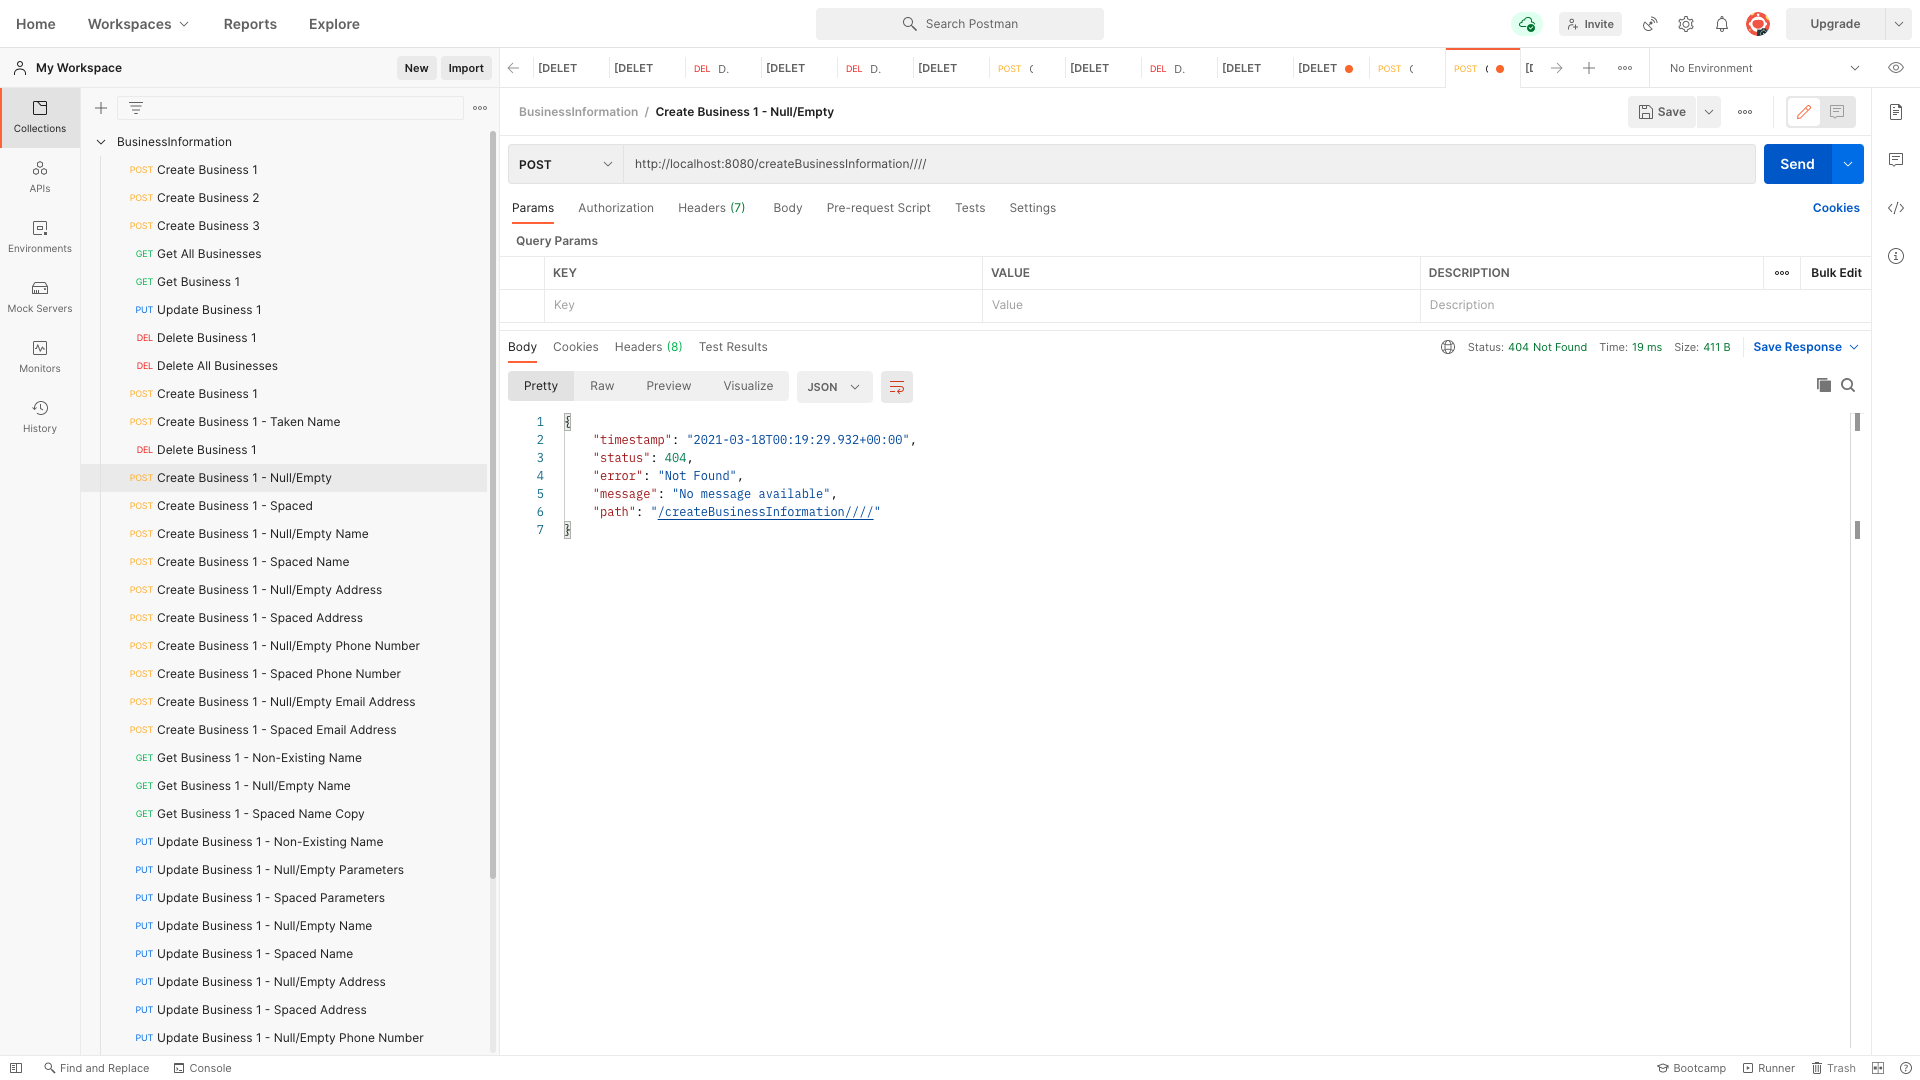 Home Workspaces Reports Explore Search Postman Invite Upgrade
My Workspace New Import [DELET [DELET DEL D. [DELET DEL D. [DELET POST [DELET DEL D. [DELET [DELET POST POST No Environment
BusinessInformation / Create Business 1 - Null/Empty Save
Collections
APIs
Environments
Mock Servers
Monitors
History
BusinessInformation
POST Create Business 1
POST Create Business 2
POST Create Business 3
GET Get All Businesses
GET Get Business 1
PUT Update Business 1
DEL Delete Business 1
DEL Delete All Businesses
POST Create Business 1
POST Create Business 1 - Taken Name
DEL Delete Business 1
POST Create Business 1 - Null/Empty
POST Create Business 1 - Spaced
POST Create Business 1 - Null/Empty Name
POST Create Business 1 - Spaced Name
POST Create Business 1 - Null/Empty Address
POST Create Business 1 - Spaced Address
POST Create Business 1 - Null/Empty Phone Number
POST Create Business 1 - Spaced Phone Number
POST Create Business 1 - Null/Empty Email Address
POST Create Business 1 - Spaced Email Address
GET Get Business 1 - Non-Existing Name
GET Get Business 1 - Null/Empty Name
GET Get Business 1 - Spaced Name Copy
PUT Update Business 1 - Non-Existing Name
PUT Update Business 1 - Null/Empty Parameters
PUT Update Business 1 - Spaced Parameters
PUT Update Business 1 - Null/Empty Name
PUT Update Business 1 - Spaced Name
PUT Update Business 1 - Null/Empty Address
PUT Update Business 1 - Spaced Address
PUT Update Business 1 - Null/Empty Phone Number
POST http://localhost:8080/createBusinessInformation//// Send
Params Authorization Headers (7) Body Pre-request Script Tests Settings Cookies
Query Params
KEY VALUE DESCRIPTION Bulk Edit
Key Value Description
Body Cookies Headers (8) Test Results Status: 404 Not Found Time: 19 ms Size: 411 B Save Response
Pretty Raw Preview Visualize JSON
1 {
2 "timestamp": "2021-03-18T00:19:29.932+00:00",
3 "status": 404,
4 "error": "Not Found",
5 "message": "No message available",
6 "path": "/createBusinessInformation////"
7 }
Find and Replace Console Bootcamp Runner Trash